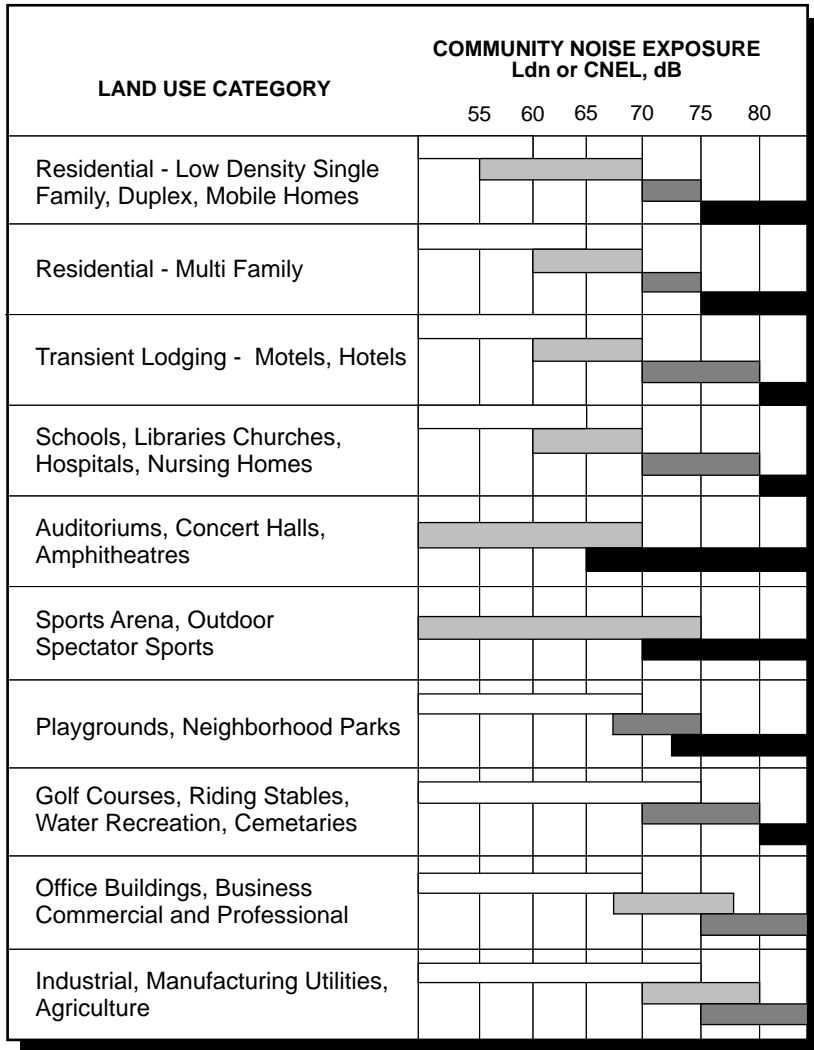 COMMUNITY NOISE EXPOSURE
Ldn or CNEL, dB
LAND USE CATEGORY
55 60 65 70 75 80
Residential - Low Density Single
Family, Duplex, Mobile Homes
Residential - Multi Family
Transient Lodging - Motels, Hotels
Schools, Libraries Churches,
Hospitals, Nursing Homes
Auditoriums, Concert Halls,
Amphitheatres
Sports Arena, Outdoor
Spectator Sports
Playgrounds, Neighborhood Parks
Golf Courses, Riding Stables,
Water Recreation, Cemetaries
Office Buildings, Business
Commercial and Professional
Industrial, Manufacturing Utilities,
Agriculture